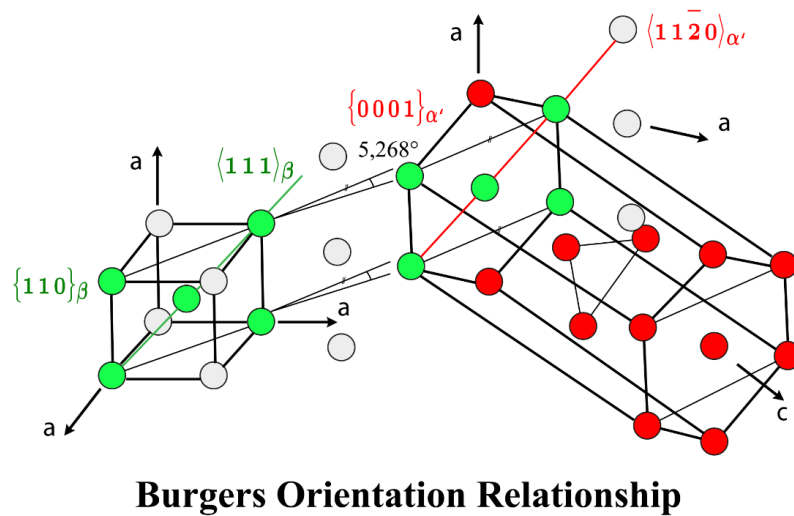 a
⟨112̅0⟩α′
{0001}α′
a
5,268°
⟨111⟩β
a
{110}β
a
a
c
Burgers Orientation Relationship